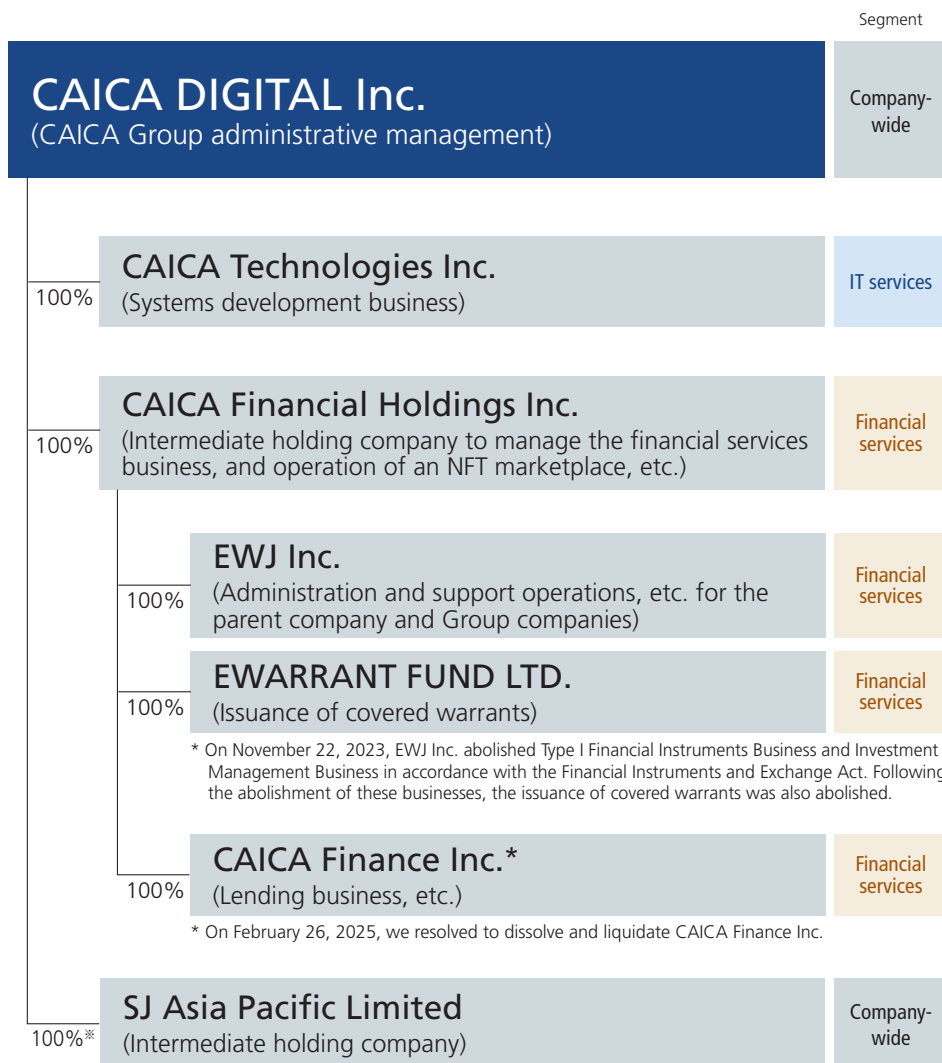 Segment
CAICA DIGITAL Inc.
(CAICA Group administrative management)
Company-
wide
100%
CAICA Technologies Inc.
(Systems development business)
IT services
100%
CAICA Financial Holdings Inc.
(Intermediate holding company to manage the financial services
business, and operation of an NFT marketplace, etc.)
Financial
services
100%
EWJ Inc.
(Administration and support operations, etc. for the
parent company and Group companies)
Financial
services
100%
EWARRANT FUND LTD.
(Issuance of covered warrants)
Financial
services
* On November 22, 2023, EWJ Inc. abolished Type I Financial Instruments Business and Investment
Management Business in accordance with the Financial Instruments and Exchange Act. Following
the abolishment of these businesses, the issuance of covered warrants was also abolished.
100%
CAICA Finance Inc.*
(Lending business, etc.)
Financial
services
* On February 26, 2025, we resolved to dissolve and liquidate CAICA Finance Inc.
100%※
SJ Asia Pacific Limited
(Intermediate holding company)
Company-
wide